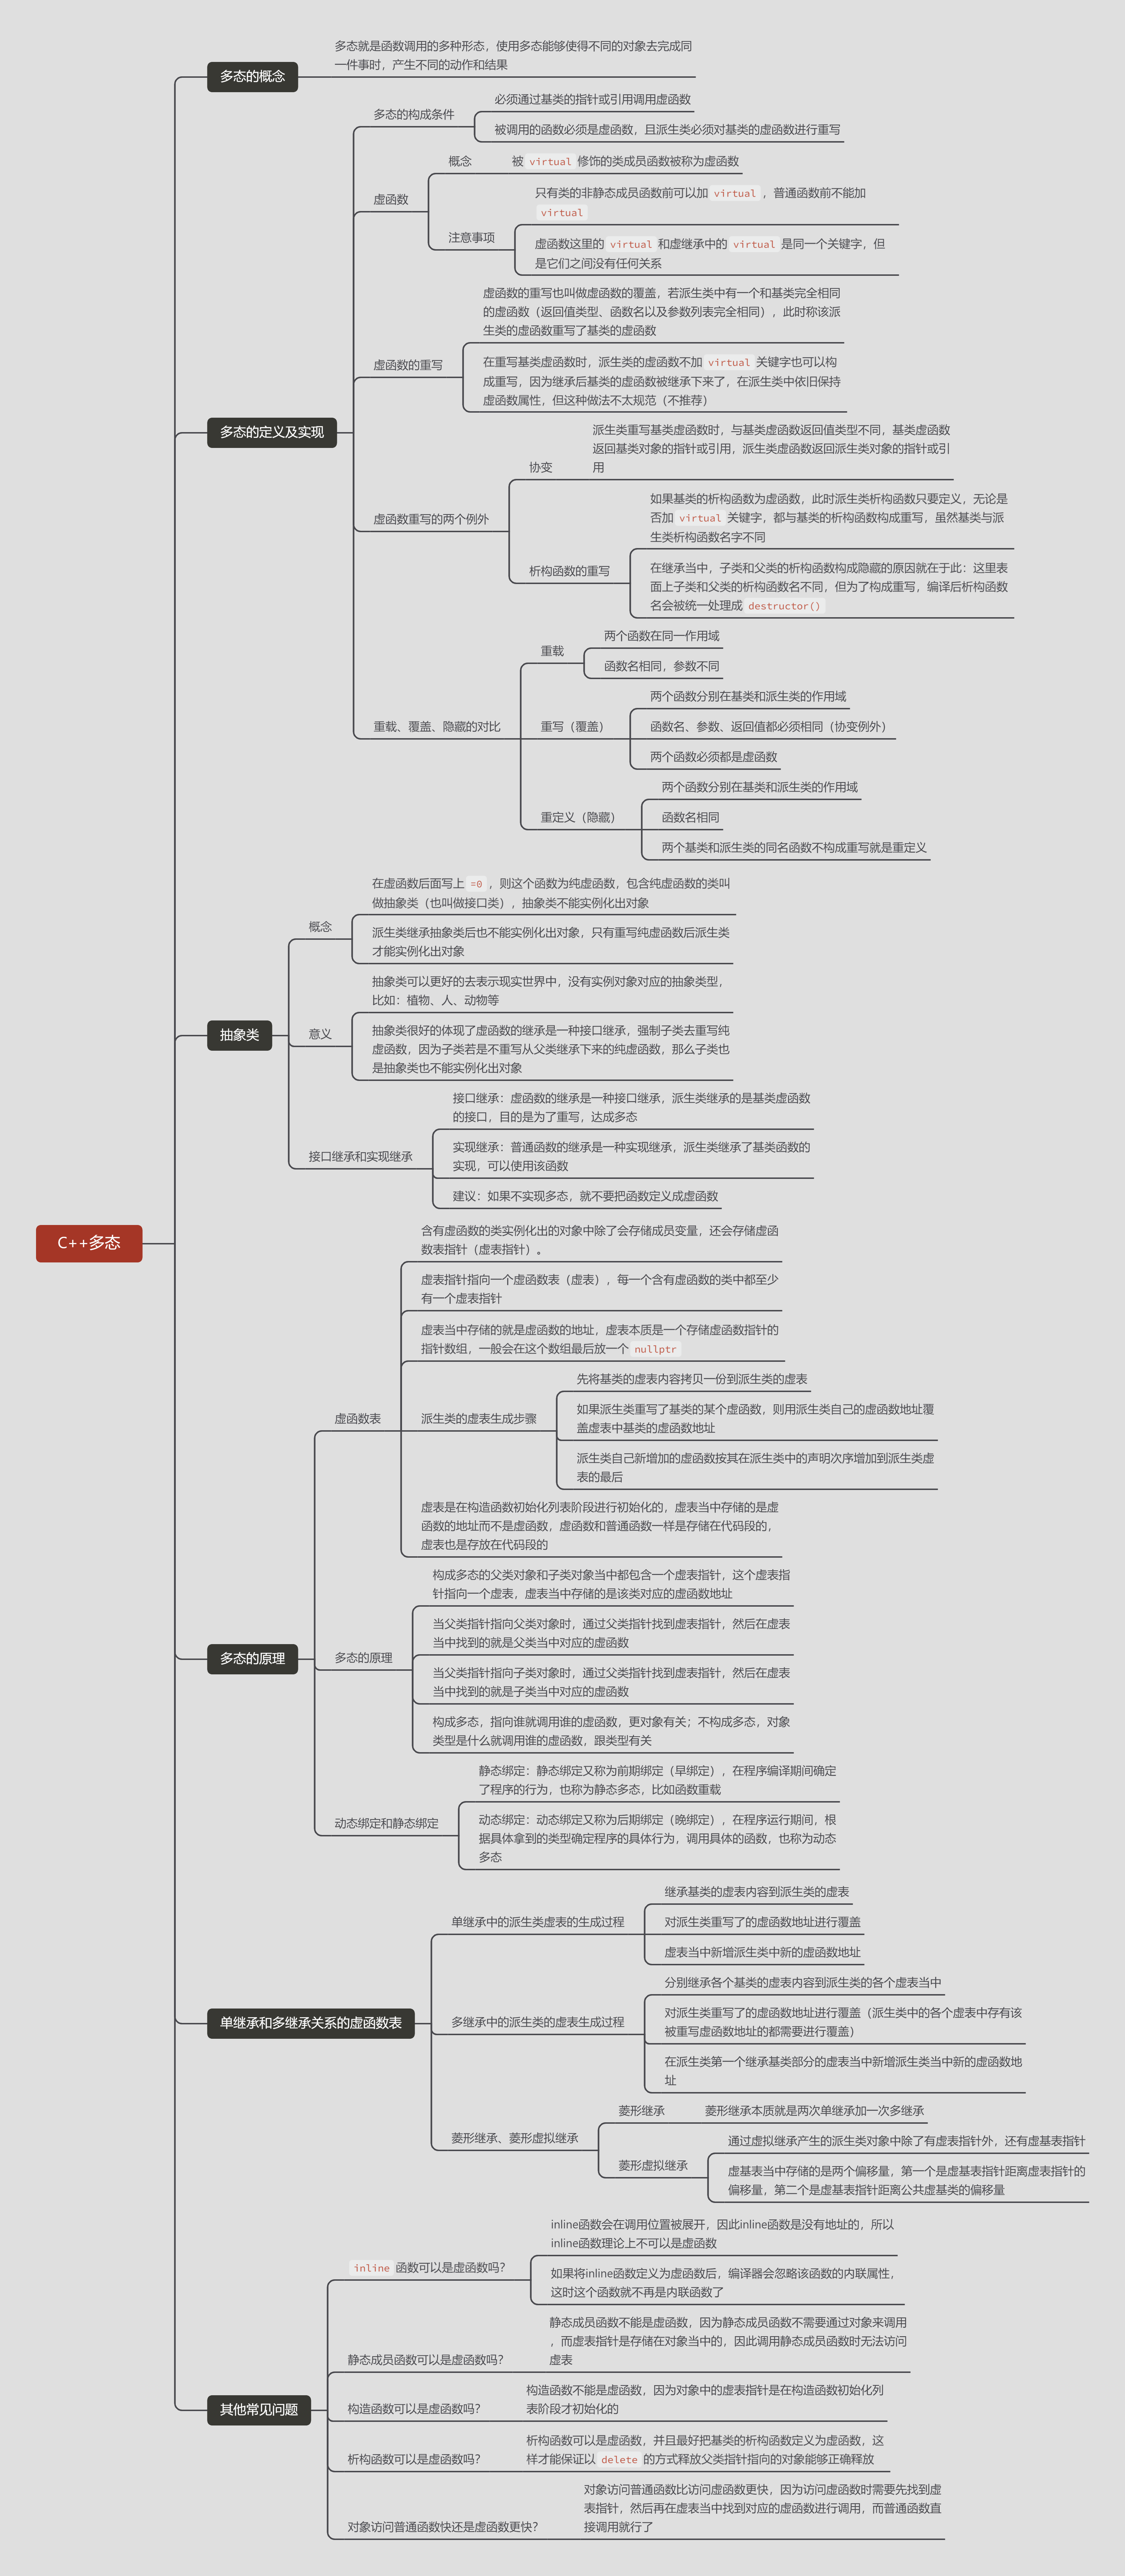 C++多态
多态的概念
多态就是函数调用的多种形态，使用多态能够使得不同的对象去完成同
一件事时，产生不同的动作和结果
多态的定义及实现
多态的构成条件
必须通过基类的指针或引用调用虚函数
被调用的函数必须是虚函数，且派生类必须对基类的虚函数进行重写
虚函数
概念
被 virtual 修饰的类成员函数被称为虚函数
注意事项
只有类的非静态成员函数前可以加 virtual ，普通函数前不能加
virtual
虚函数这里的 virtual 和虚继承中的 virtual 是同一个关键字，但
是它们之间没有任何关系
虚函数的重写
虚函数的重写也叫做虚函数的覆盖，若派生类中有一个和基类完全相同
的虚函数（返回值类型、函数名以及参数列表完全相同），此时称该派
生类的虚函数重写了基类的虚函数
在重写基类虚函数时，派生类的虚函数不加 virtual 关键字也可以构
成重写，因为继承后基类的虚函数被继承下来了，在派生类中依旧保持
虚函数属性，但这种做法不太规范（不推荐）
虚函数重写的两个例外
协变
派生类重写基类虚函数时，与基类虚函数返回值类型不同，基类虚函数
返回基类对象的指针或引用，派生类虚函数返回派生类对象的指针或引
用
析构函数的重写
如果基类的析构函数为虚函数，此时派生类析构函数只要定义，无论是
否加 virtual 关键字，都与基类的析构函数构成重写，虽然基类与派
生类析构函数名字不同
在继承当中，子类和父类的析构函数构成隐藏的原因就在于此：这里表
面上子类和父类的析构函数名不同，但为了构成重写，编译后析构函数
名会被统一处理成 destructor()
重载、覆盖、隐藏的对比
重载
两个函数在同一作用域
函数名相同，参数不同
重写（覆盖）
两个函数分别在基类和派生类的作用域
函数名、参数、返回值都必须相同（协变例外）
两个函数必须都是虚函数
重定义（隐藏）
两个函数分别在基类和派生类的作用域
函数名相同
两个基类和派生类的同名函数不构成重写就是重定义
抽象类
概念
在虚函数后面写上 =0 ，则这个函数为纯虚函数，包含纯虚函数的类叫
做抽象类（也叫做接口类），抽象类不能实例化出对象
派生类继承抽象类后也不能实例化出对象，只有重写纯虚函数后派生类
才能实例化出对象
意义
抽象类可以更好的去表示现实世界中，没有实例对象对应的抽象类型，
比如：植物、人、动物等
抽象类很好的体现了虚函数的继承是一种接口继承，强制子类去重写纯
虚函数，因为子类若是不重写从父类继承下来的纯虚函数，那么子类也
是抽象类也不能实例化出对象
接口继承和实现继承
接口继承：虚函数的继承是一种接口继承，派生类继承的是基类虚函数
的接口，目的是为了重写，达成多态
实现继承：普通函数的继承是一种实现继承，派生类继承了基类函数的
实现，可以使用该函数
建议：如果不实现多态，就不要把函数定义成虚函数
多态的原理
虚函数表
含有虚函数的类实例化出的对象中除了会存储成员变量，还会存储虚函
数表指针（虚表指针）。
虚表指针指向一个虚函数表（虚表），每一个含有虚函数的类中都至少
有一个虚表指针
虚表当中存储的就是虚函数的地址，虚表本质是一个存储虚函数指针的
指针数组，一般会在这个数组最后放一个 nullptr
派生类的虚表生成步骤
先将基类的虚表内容拷贝一份到派生类的虚表
如果派生类重写了基类的某个虚函数，则用派生类自己的虚函数地址覆
盖虚表中基类的虚函数地址
派生类自己新增加的虚函数按其在派生类中的声明次序增加到派生类虚
表的最后
虚表是在构造函数初始化列表阶段进行初始化的，虚表当中存储的是虚
函数的地址而不是虚函数，虚函数和普通函数一样是存储在代码段的，
虚表也是存放在代码段的
多态的原理
构成多态的父类对象和子类对象当中都包含一个虚表指针，这个虚表指
针指向一个虚表，虚表当中存储的是该类对应的虚函数地址
当父类指针指向父类对象时，通过父类指针找到虚表指针，然后在虚表
当中找到的就是父类当中对应的虚函数
当父类指针指向子类对象时，通过父类指针找到虚表指针，然后在虚表
当中找到的就是子类当中对应的虚函数
构成多态，指向谁就调用谁的虚函数，更对象有关；不构成多态，对象
类型是什么就调用谁的虚函数，跟类型有关
动态绑定和静态绑定
静态绑定：静态绑定又称为前期绑定（早绑定），在程序编译期间确定
了程序的行为，也称为静态多态，比如函数重载
动态绑定：动态绑定又称为后期绑定（晚绑定），在程序运行期间，根
据具体拿到的类型确定程序的具体行为，调用具体的函数，也称为动态
多态
单继承和多继承关系的虚函数表
单继承中的派生类虚表的生成过程
继承基类的虚表内容到派生类的虚表
对派生类重写了的虚函数地址进行覆盖
虚表当中新增派生类中新的虚函数地址
多继承中的派生类的虚表生成过程
分别继承各个基类的虚表内容到派生类的各个虚表当中
对派生类重写了的虚函数地址进行覆盖（派生类中的各个虚表中存有该
被重写虚函数地址的都需要进行覆盖）
在派生类第一个继承基类部分的虚表当中新增派生类当中新的虚函数地
址
菱形继承、菱形虚拟继承
菱形继承
菱形继承本质就是两次单继承加一次多继承
菱形虚拟继承
通过虚拟继承产生的派生类对象中除了有虚表指针外，还有虚基表指针
虚基表当中存储的是两个偏移量，第一个是虚基表指针距离虚表指针的
偏移量，第二个是虚基表指针距离公共虚基类的偏移量
其他常见问题
inline 函数可以是虚函数吗？
inline函数会在调用位置被展开，因此inline函数是没有地址的，所以
inline函数理论上不可以是虚函数
如果将inline函数定义为虚函数后，编译器会忽略该函数的内联属性，
这时这个函数就不再是内联函数了
静态成员函数可以是虚函数吗？
静态成员函数不能是虚函数，因为静态成员函数不需要通过对象来调用
，而虚表指针是存储在对象当中的，因此调用静态成员函数时无法访问
虚表
构造函数可以是虚函数吗？
构造函数不能是虚函数，因为对象中的虚表指针是在构造函数初始化列
表阶段才初始化的
析构函数可以是虚函数吗？
析构函数可以是虚函数，并且最好把基类的析构函数定义为虚函数，这
样才能保证以 delete 的方式释放父类指针指向的对象能够正确释放
对象访问普通函数快还是虚函数更快？
对象访问普通函数比访问虚函数更快，因为访问虚函数时需要先找到虚
表指针，然后再在虚表当中找到对应的虚函数进行调用，而普通函数直
接调用就行了